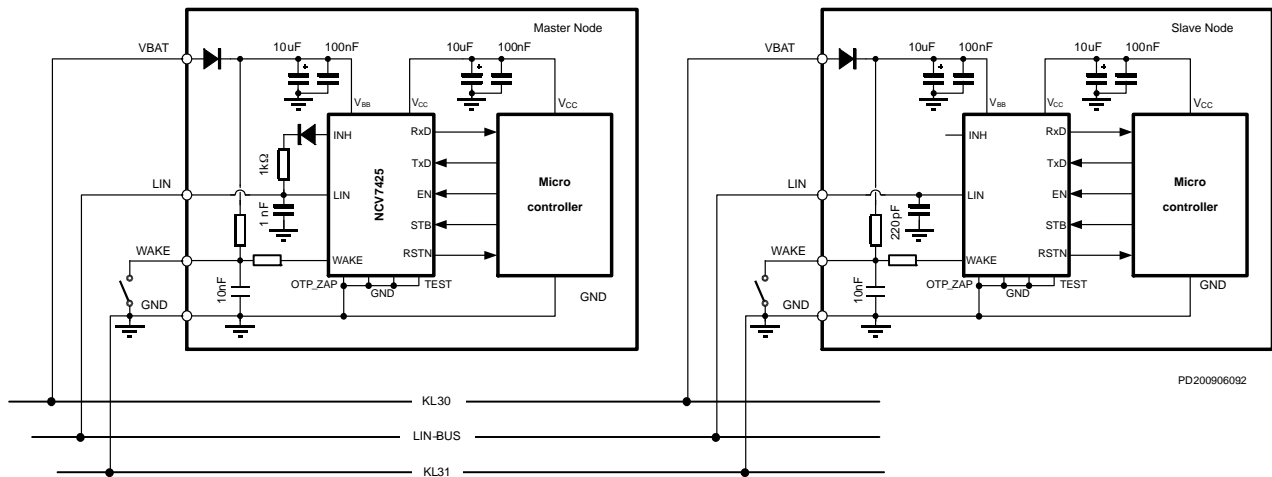 Master Node
VBAT
10uF
100nF
10uF
100nF
+
+
VBB
VCC
VCC
INH
RxD
1kΩ
TxD
NCV7425
Micro
controller
LIN
LIN
EN
1 nF
STB
WAKE
WAKE
RSTN
OTP_ZAP
GND
TEST
10nF
GND
GND
Slave Node
VBAT
10uF
100nF
10uF
100nF
+
+
VBB
VCC
VCC
INH
RxD
TxD
Micro
controller
LIN
LIN
EN
220pF
STB
WAKE
WAKE
RSTN
OTP_ZAP
GND
TEST
10nF
GND
GND
PD200906092
KL30
LIN-BUS
KL31